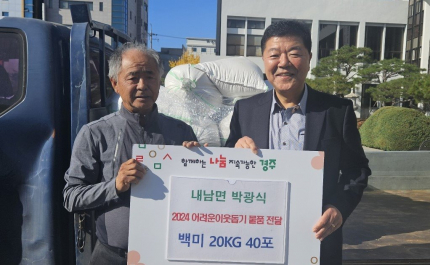 함께하는 나눔 지속가능한 경주
내남면 박광식
2024 어려운이웃돕기 물품 전달
백미 20KG 40포